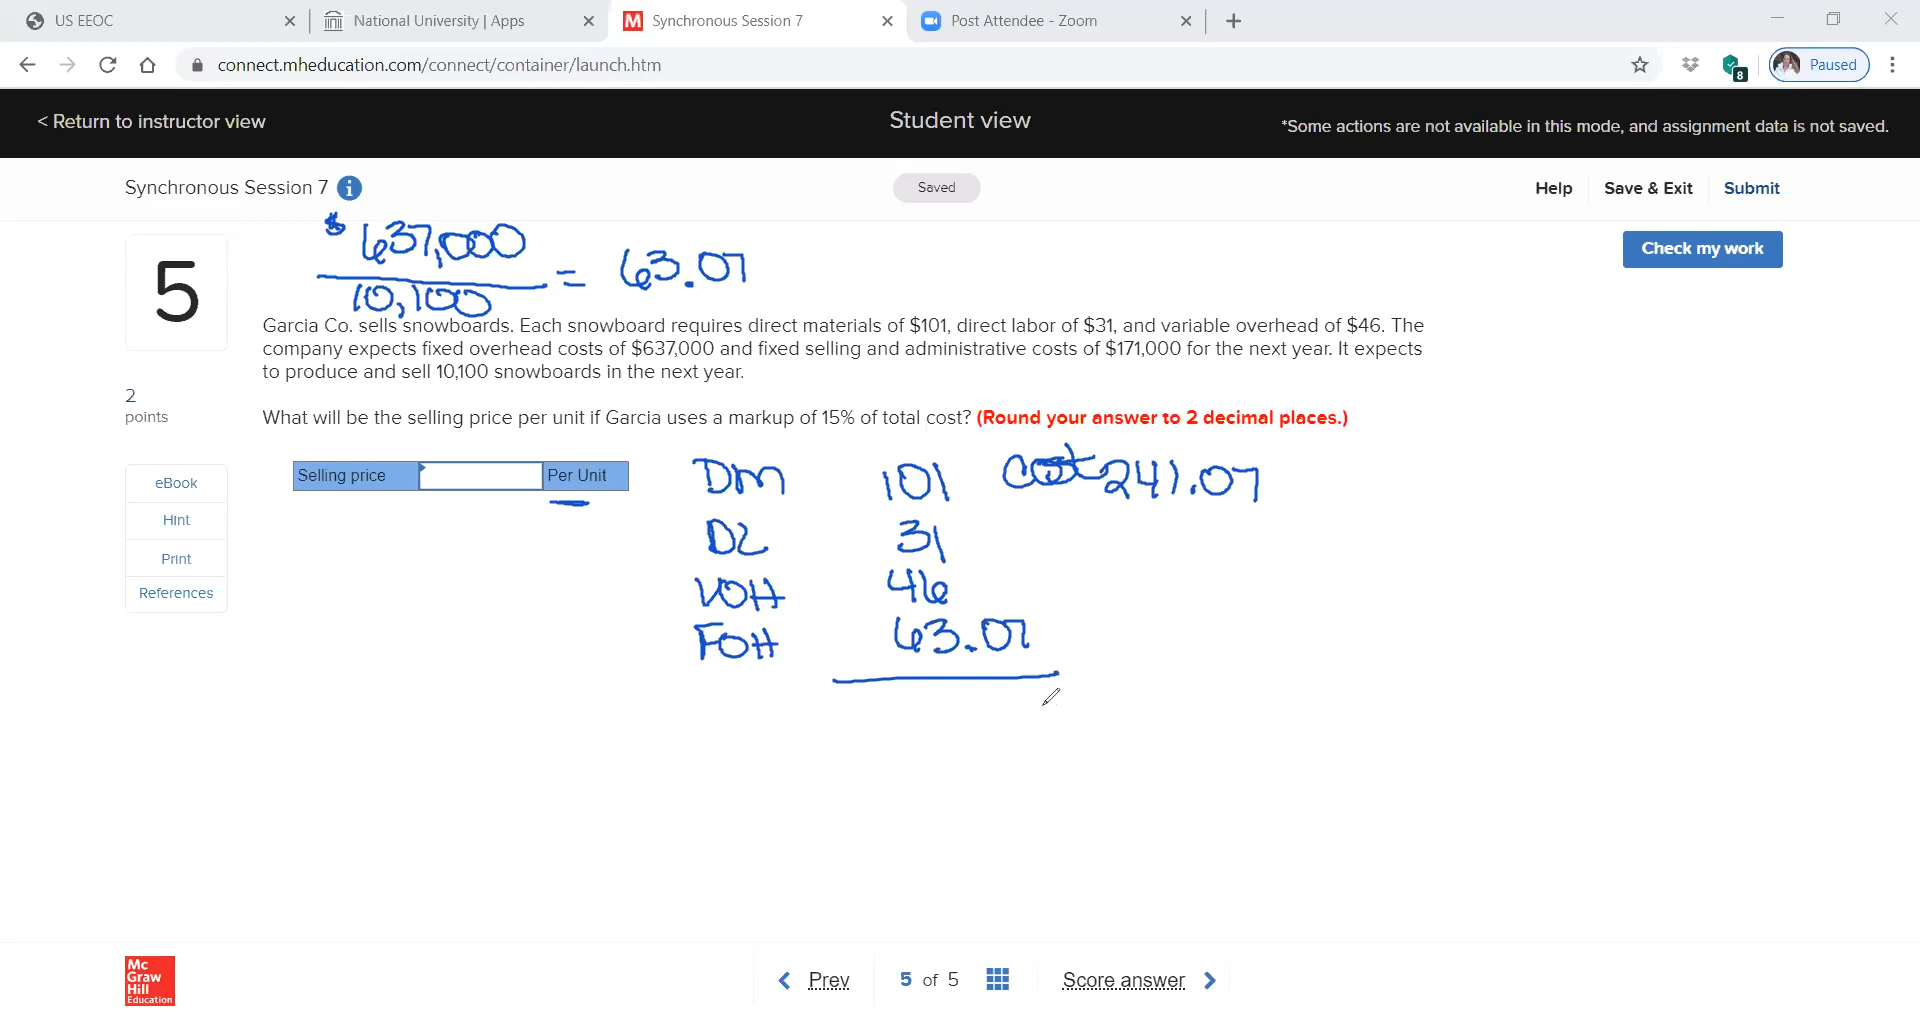 US EEOC
National University | Apps
Synchronous Session 7
Post Attendee - Zoom
connect.mheducation.com/connect/container/launch.htm
8
Paused
< Return to instructor view
Student view
*Some actions are not available in this mode, and assignment data is not saved.
Synchronous Session 7
Saved
Help
Save & Exit
Submit
$637,000
10,100
= 63.07
Check my work
5
Garcia Co. sells snowboards. Each snowboard requires direct materials of $101, direct labor of $31, and variable overhead of $46. The
company expects fixed overhead costs of $637,000 and fixed selling and administrative costs of $171,000 for the next year. It expects
to produce and sell 10,100 snowboards in the next year.
2
points
What will be the selling price per unit if Garcia uses a markup of 15% of total cost? (Round your answer to 2 decimal places.)
Selling price
Per Unit
DM 101 cost 241.07
DL 31
VOH 46
FOH 63.07
eBook
Hint
Print
References
Mc
Graw
Hill
Education
Prev
5 of 5
Score answer